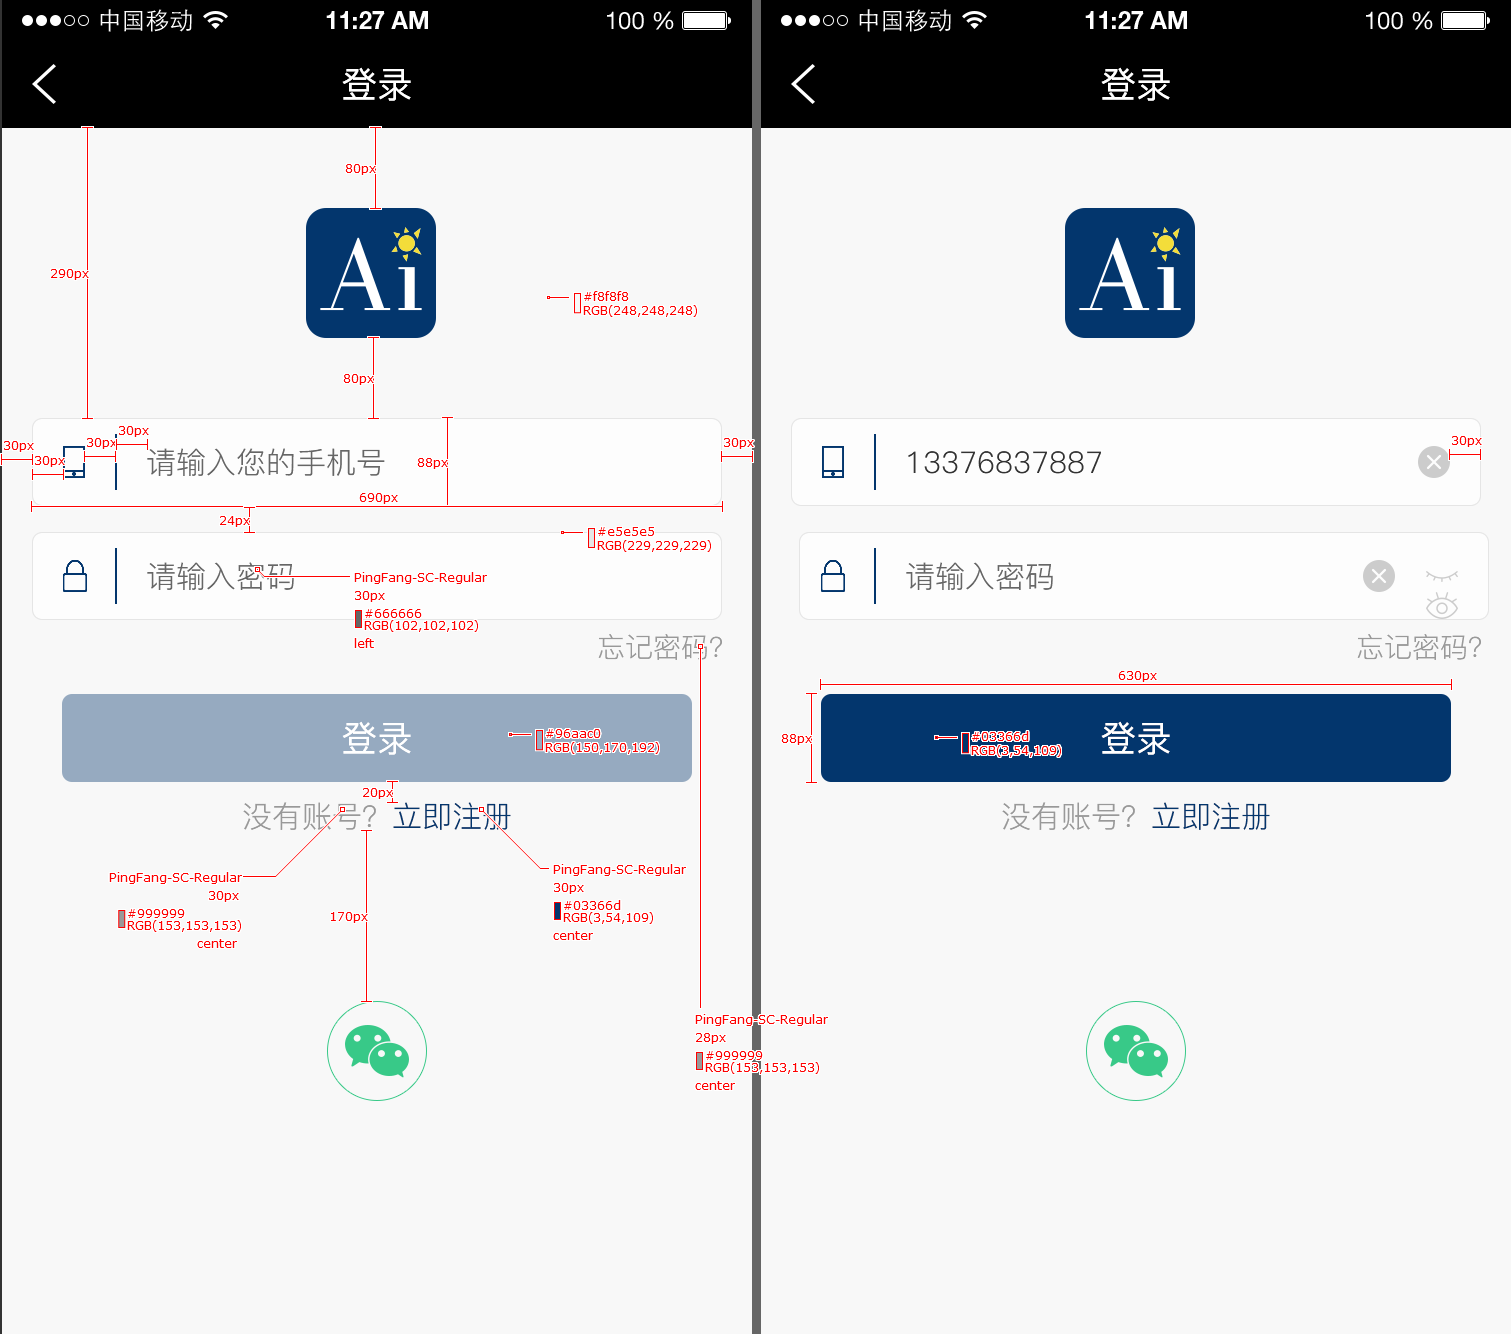 中国移动 11:27 AM 100 %
登录
80px
290px
Ai
#f8f8f8
RGB(248,248,248)
80px
30px
30px
30px
30px
请输入您的手机号
88px
30px
690px
24px
#e5e5e5
RGB(229,229,229)
请输入密码
PingFang-SC-Regular
30px
#666666
RGB(102,102,102)
left
忘记密码?
登录
#96aac0
RGB(150,170,192)
20px
没有账号? 立即注册
PingFang-SC-Regular
30px
#999999
RGB(153,153,153)
center
PingFang-SC-Regular
30px
#03366d
RGB(3,54,109)
center
170px
PingFang-SC-Regular
28px
#999999
RGB(153,153,153)
center
中国移动 11:27 AM 100 %
登录
Ai
13376837887
30px
请输入密码
忘记密码?
630px
88px
登录
#03366d
RGB(3,54,109)
没有账号? 立即注册